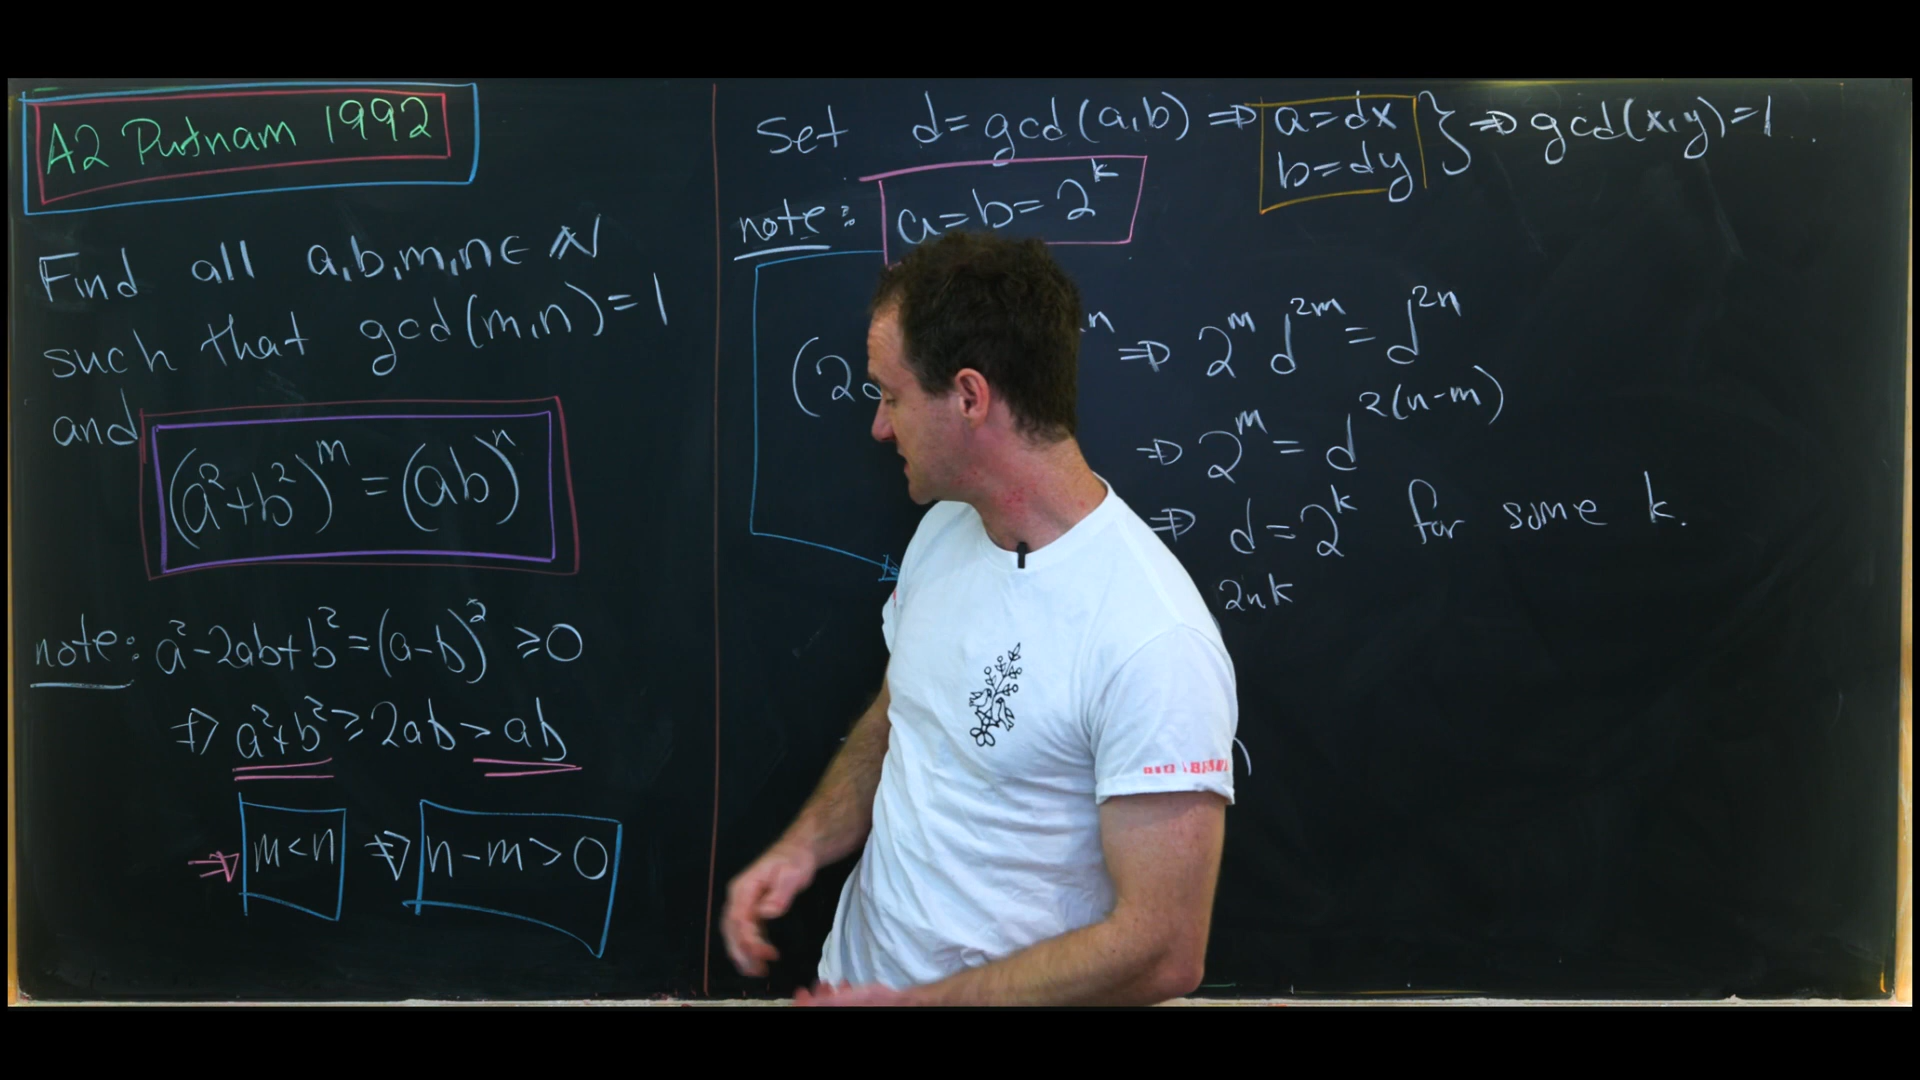 A2 Putnam 1992
Find all a,b,m,n ∈ ℕ
such that gcd(m,n)=1
and
(a²+b²)^m = (ab)^n
note: a²-2ab+b²=(a-b)² ≥0
⇒ a²+b² ≥ 2ab > ab
⇒ m<n ⇒ n-m>0
Set d=gcd(a,b) ⇒ a=dx
b=dy } ⇒ gcd(x,y)=1
note: a=b=2^k
(2 n ⇒ 2^m d^{2m} = d^{2n}
⇒ 2^m = d^{2(n-m)}
⇒ d=2^k for some k.
2nk